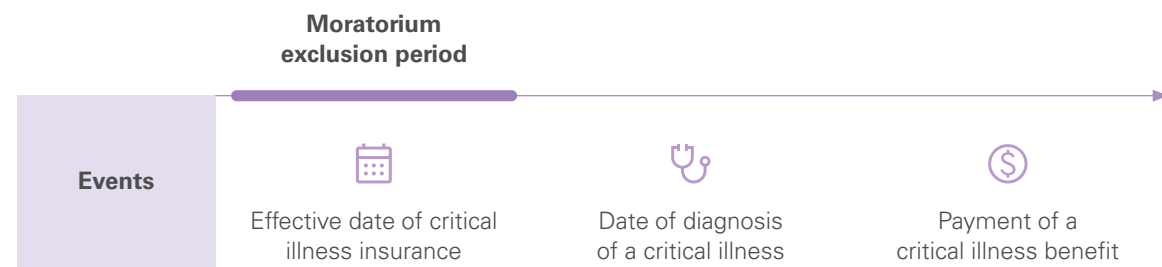 Moratorium
exclusion period
Events
Effective date of critical
illness insurance
Date of diagnosis
of a critical illness
$
Payment of a
critical illness benefit